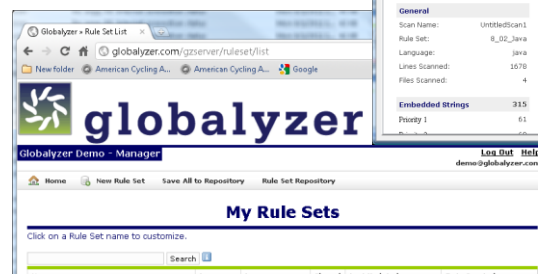 General
Scan Name: UntitledScan1
Rule Set: 8_02_Java
Language: java
Lines Scanned: 1678
Files Scanned: 4
Embedded Strings 315
Priority 1 61
Globalyzer » Rule Set List ×
globalyzer.com/gzserver/ruleset/list
New folder American Cycling A... American Cycling A... Google
globalyzer
Globalyzer Demo - Manager
Log Out Help
demo@globalyzer.com
Home New Rule Set Save All to Repository Rule Set Repository
My Rule Sets
Click on a Rule Set name to customize.
Search